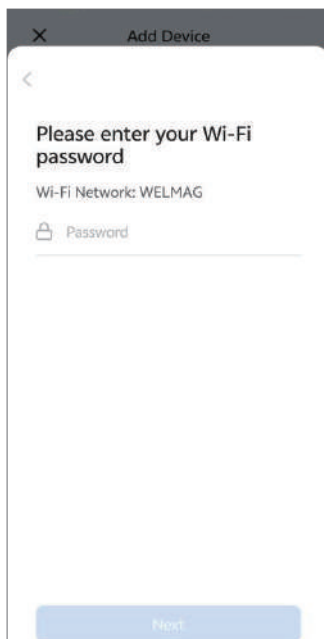 Add Device
Please enter your Wi-Fi
password
Wi-Fi Network: WELMAG
Password
Next